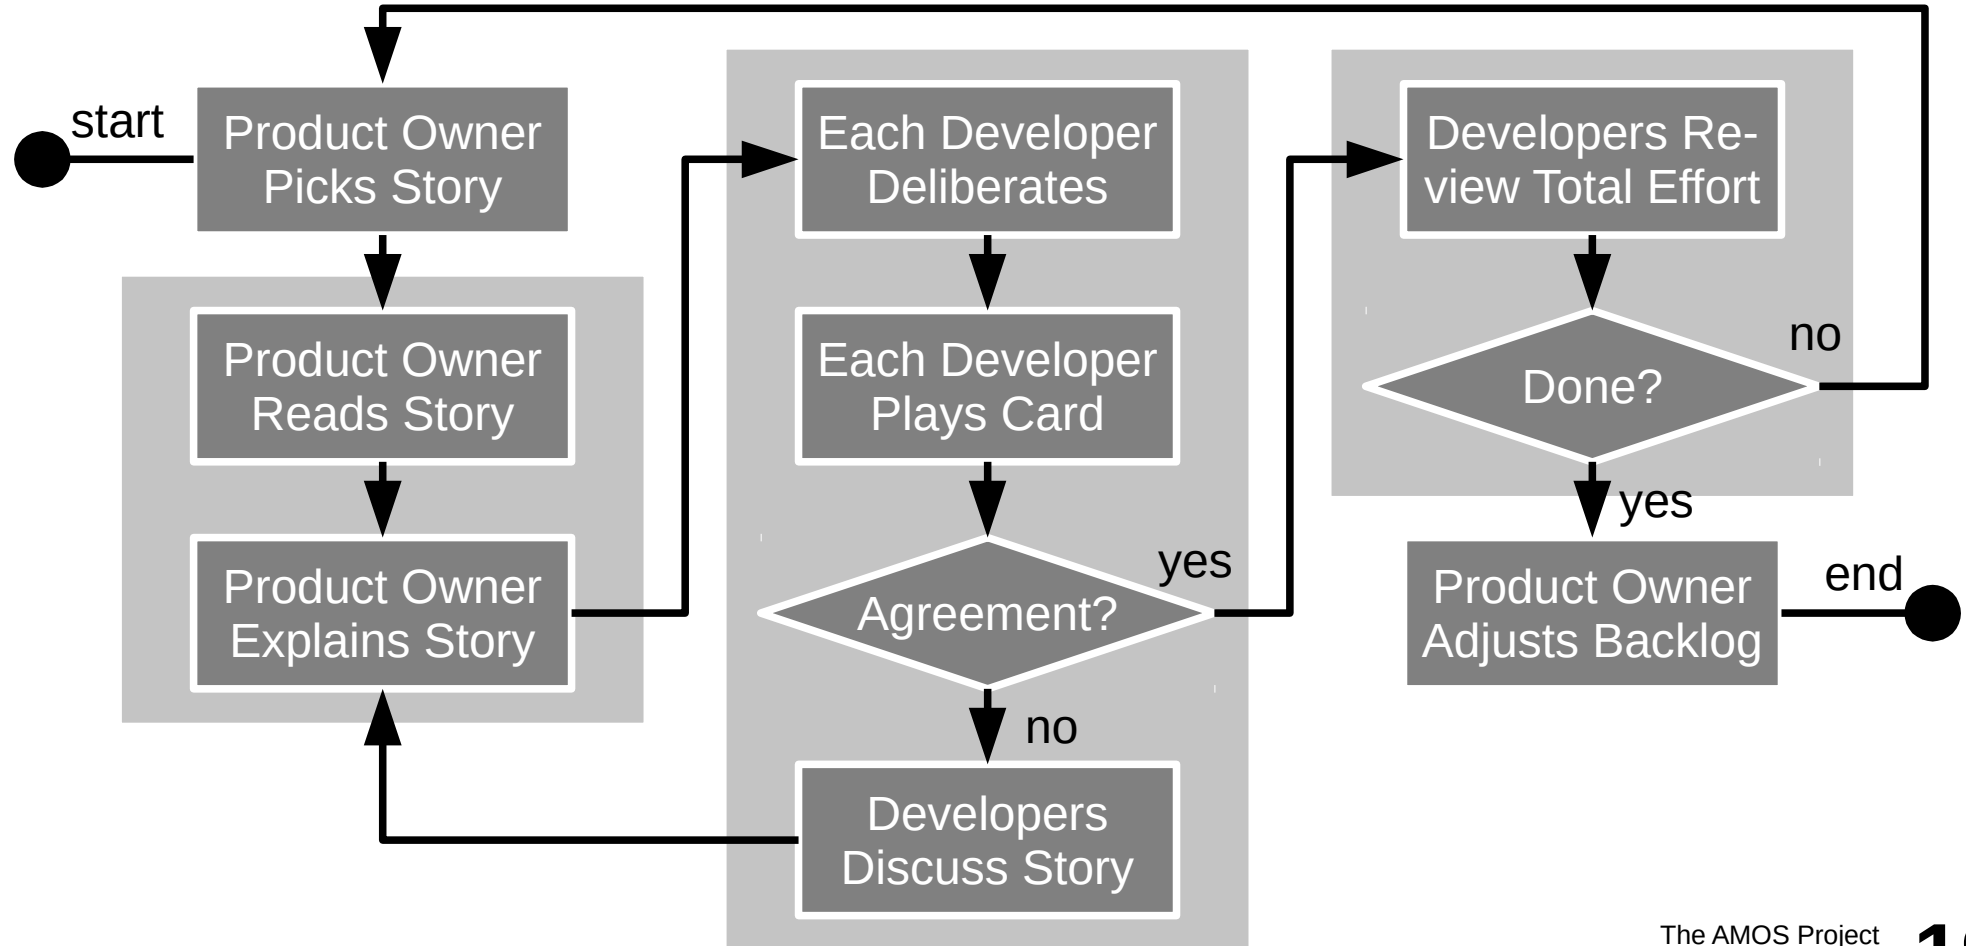 start
Product Owner
Picks Story
Product Owner
Reads Story
Product Owner
Explains Story
Each Developer
Deliberates
Each Developer
Plays Card
Agreement?
yes
no
Developers
Discuss Story
Developers Re-
view Total Effort
Done?
no
yes
Product Owner
Adjusts Backlog
end
The AMOS Project